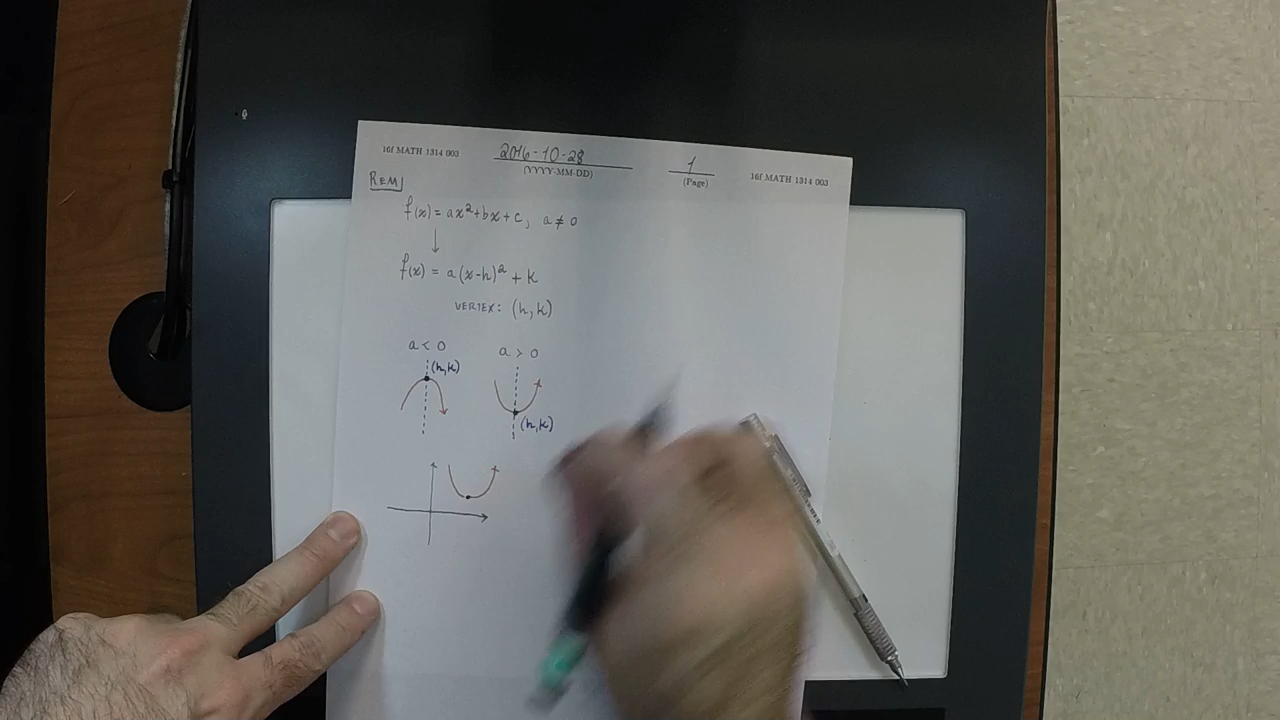 16f MATH 1314 003 2016-10-28 1 16f MATH 1314 003
(YYYY-MM-DD) (Page)
REM
f(x) = ax²+bx+c, a ≠ 0
↓
f(x) = a(x-h)² + k
VERTEX: (h,k)
a < 0 a > 0
(h,k)
(h,k)